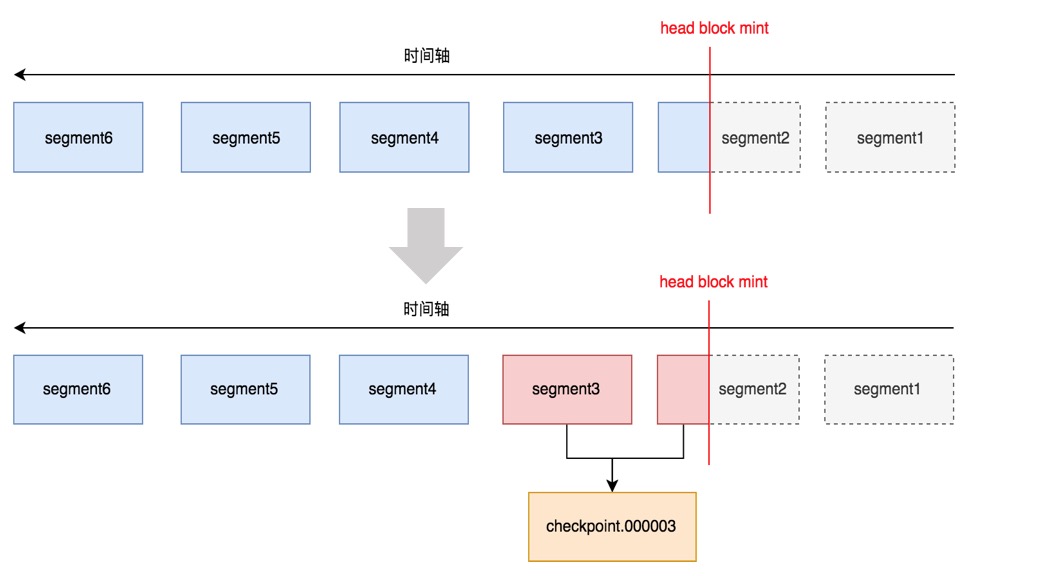 head block mint
时间轴
segment6
segment5
segment4
segment3
segment2
segment1
head block mint
时间轴
segment6
segment5
segment4
segment3
segment2
segment1
checkpoint.000003